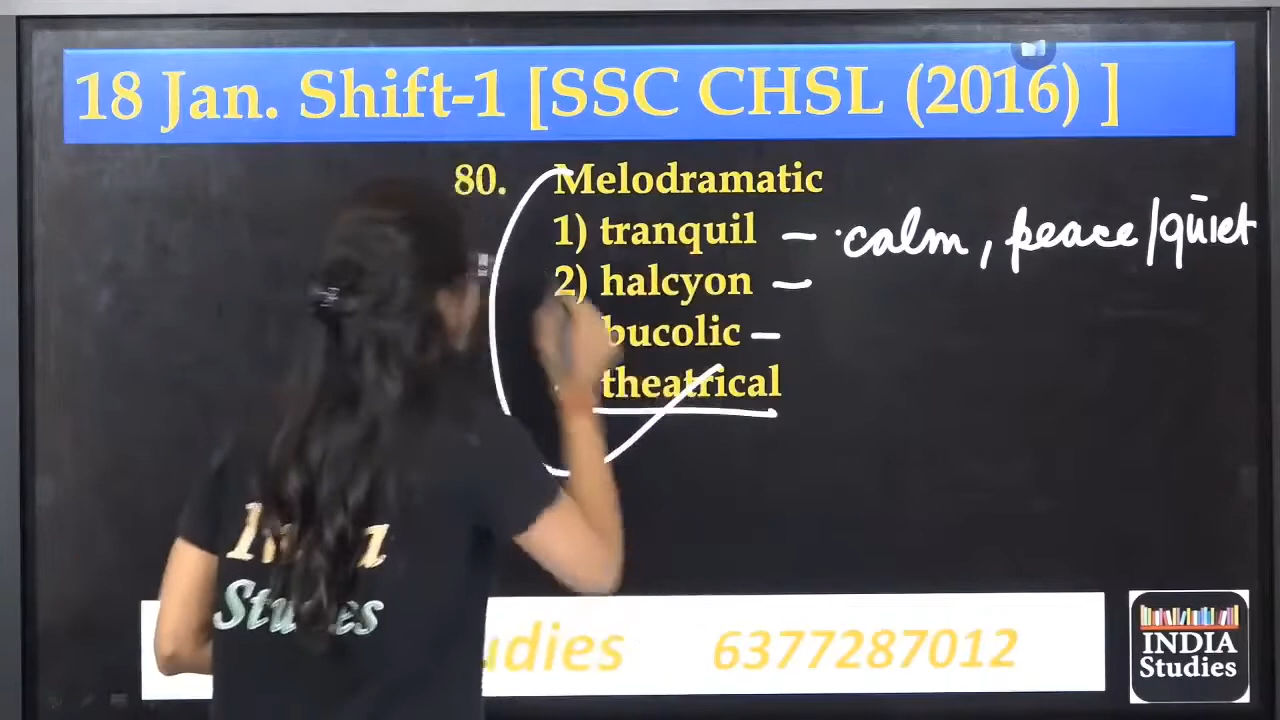 18 Jan. Shift-1 [SSC CHSL (2016) ]
80. Melodramatic
1) tranquil – calm, peace/quiet
2) halcyon –
bucolic –
theatrical
Studies
6377287012
INDIA
Studies